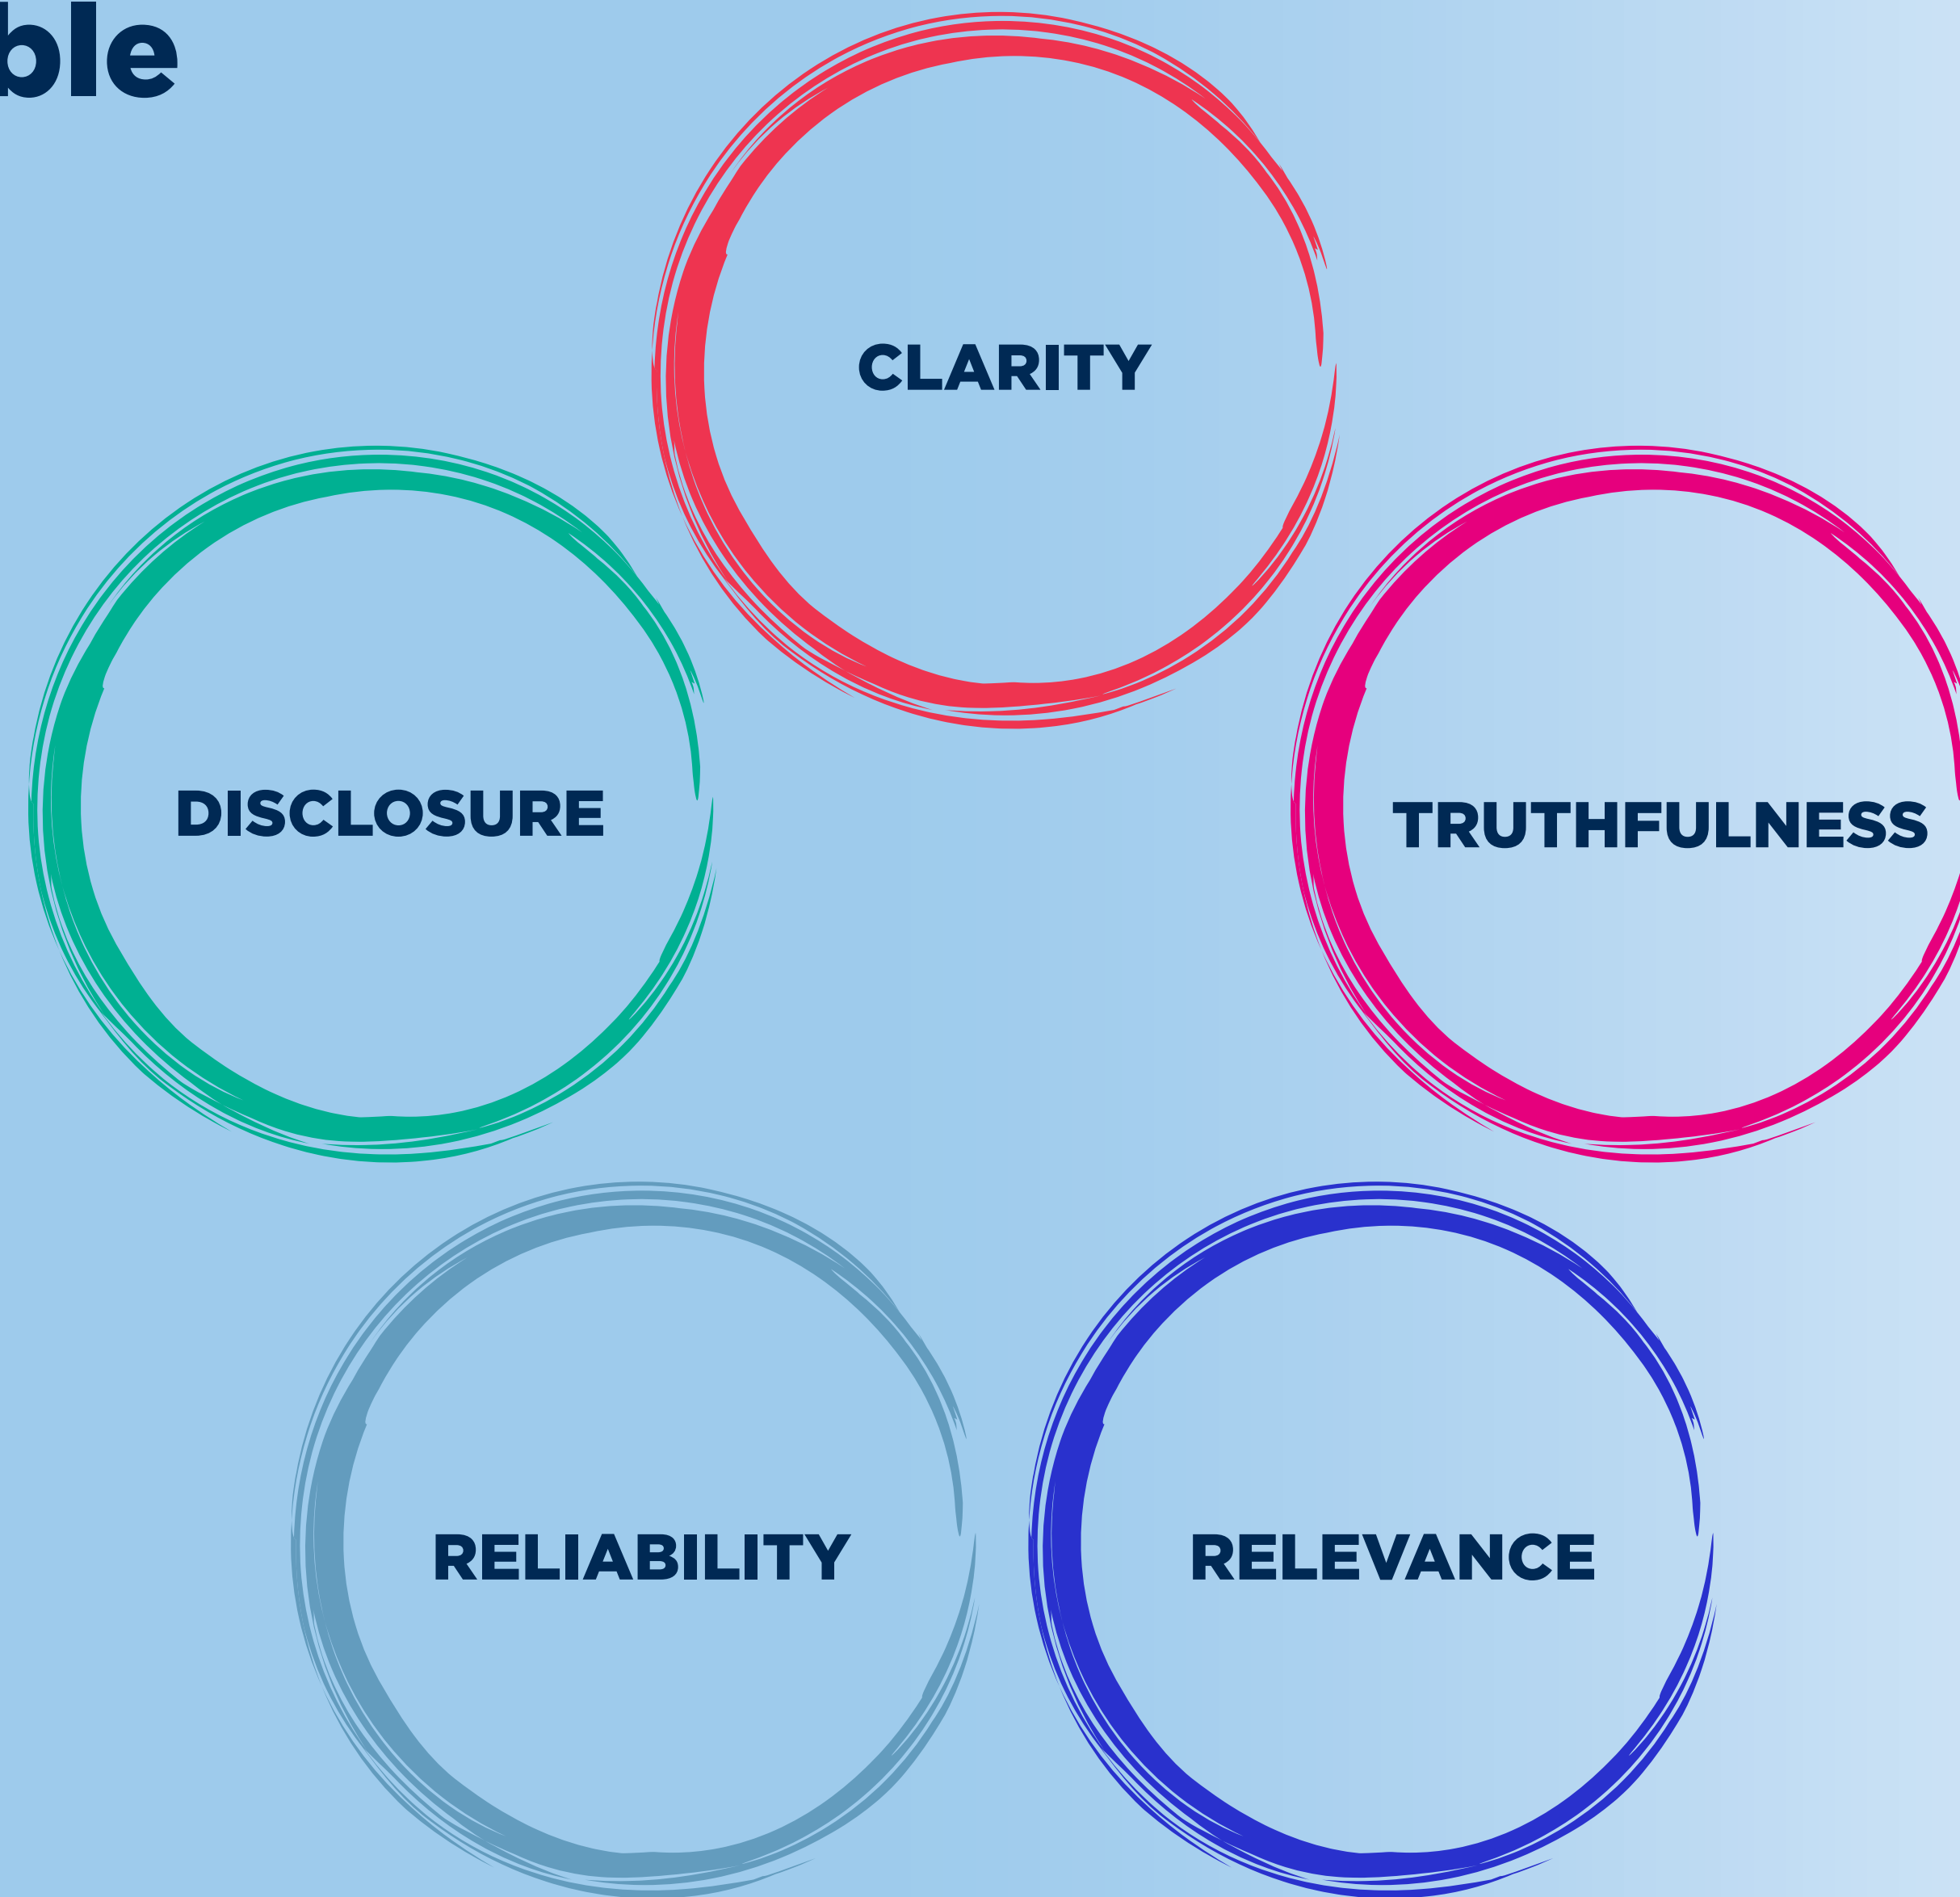 ble
CLARITY
DISCLOSURE
TRUTHFULNESS
RELIABILITY
RELEVANCE